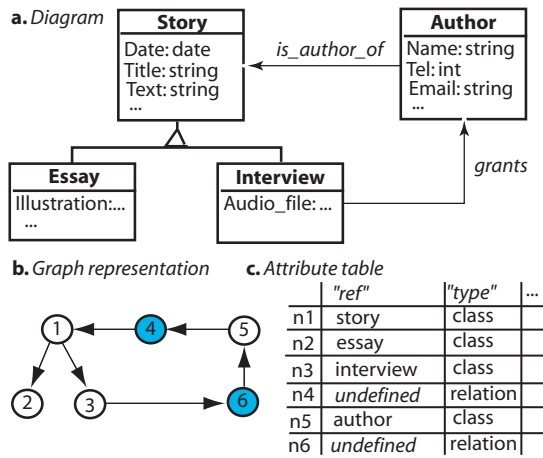 a. Diagram
Story
Date: date
Title: string
Text: string
...
is_author_of
Author
Name: string
Tel: int
Email: string
...
Essay
Illustration:...
...
Interview
Audio_file: ...
grants
b. Graph representation
1
4
5
2
3
6
c. Attribute table
"ref" "type" ...
n1 story class
n2 essay class
n3 interview class
n4 undefined relation
n5 author class
n6 undefined relation